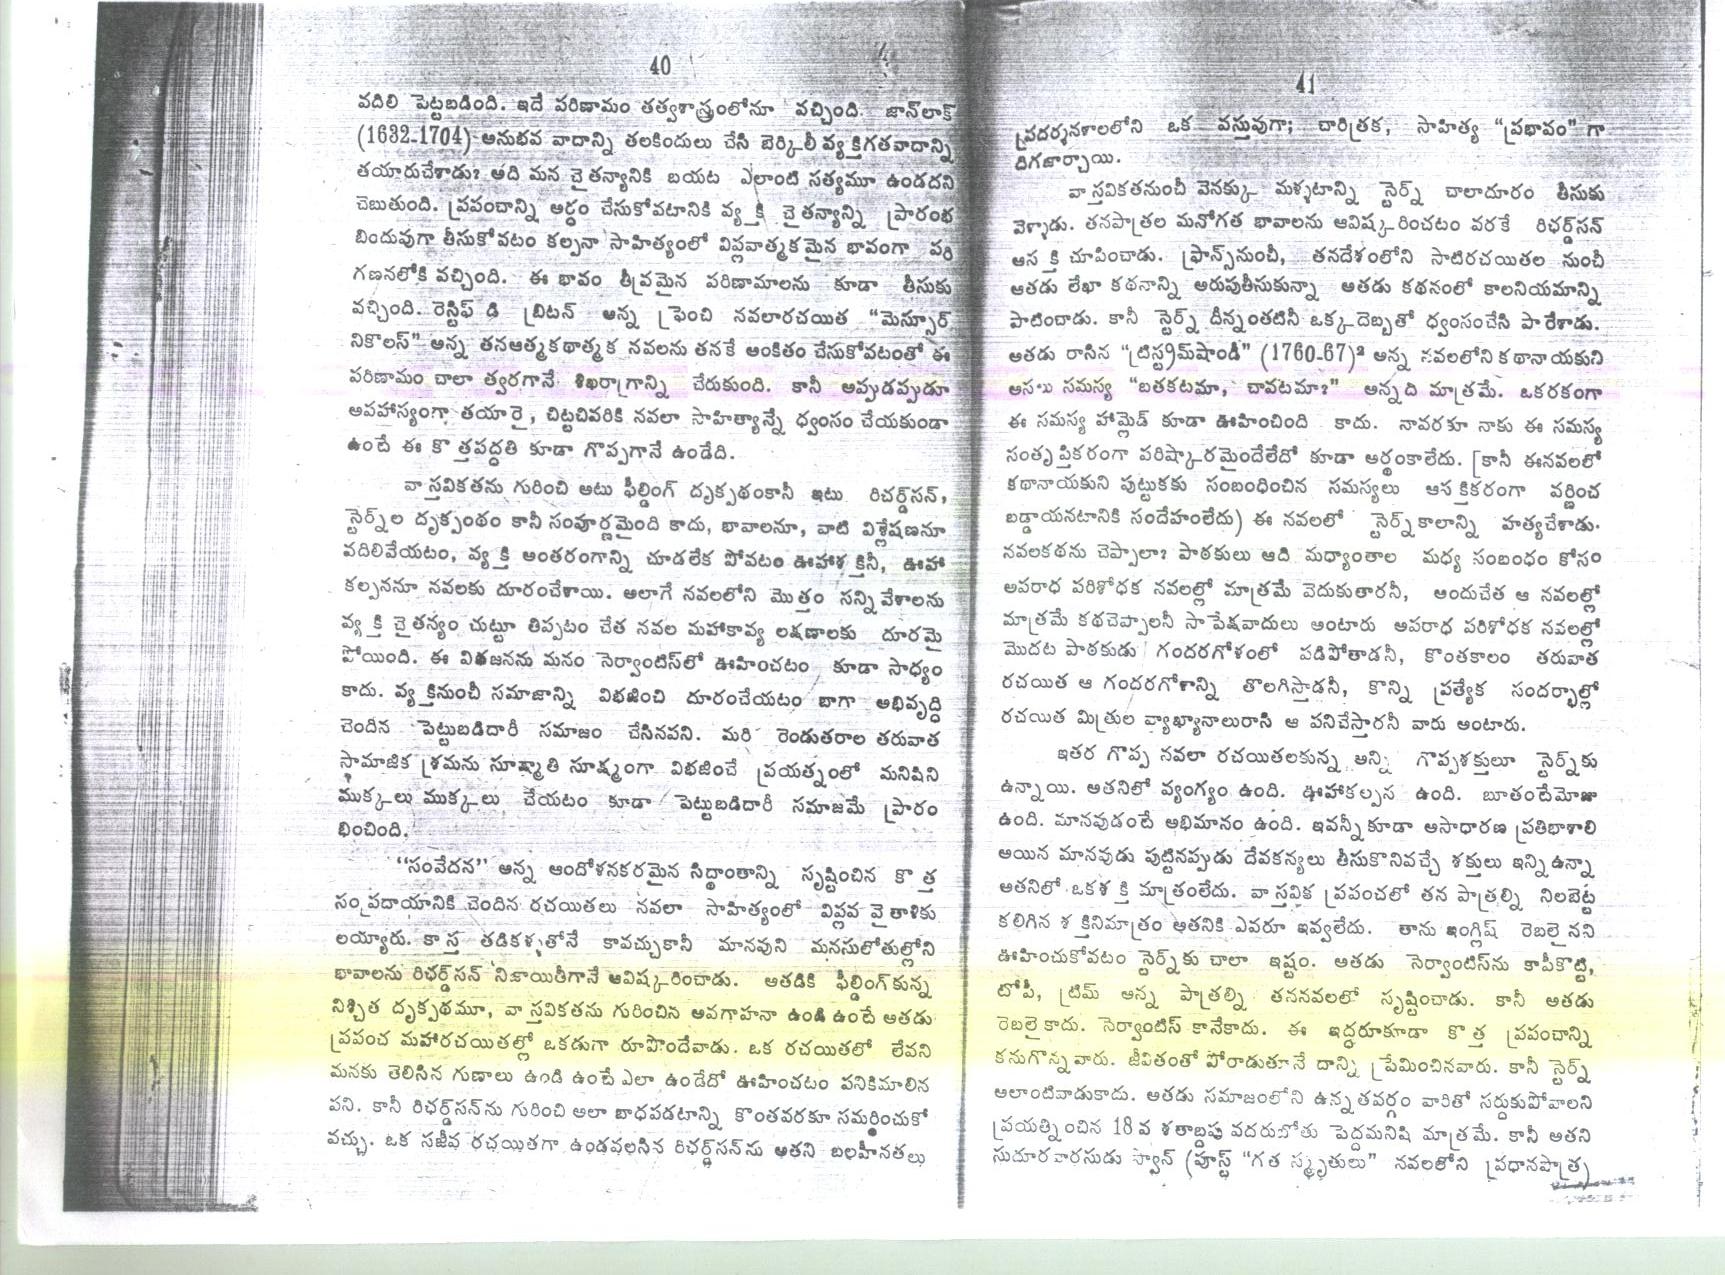 40
వదిలి పెట్టబడింది. ఇదే పరిణామం తత్వశాస్త్రంలోనూ వచ్చింది. జాన్‌లాక్
(1632-1704) అనుభవ వాదాన్ని తలకిందులు చేసి బెర్కిలీ వ్యక్తిగతవాదాన్ని
తయారుచేశాడు? అది మన చైతన్యానికి బయట ఎలాంటి సత్యమూ ఉండదని
చెబుతుంది. ప్రపంచాన్ని అర్ధం చేసుకోవటానికి వ్యక్తి చైతన్యాన్ని ప్రారంభ
బిందువుగా తీసుకోవటం కల్పనా సాహిత్యంలో విప్లవాత్మకమైన భావంగా పరి
గణనలోకి వచ్చింది. ఈ భావం తీవ్రమైన పరిణామాలను కూడా తీసుకు
వచ్చింది. రెస్టిఫ్ డి బ్రిటన్ అన్న ఫ్రెంచి నవలారచయిత “మెస్సూర్
నికొలస్” అన్న తనఆత్మకథాత్మక నవలను తనకే అంకితం చేసుకోవటంతో ఈ
పరిణామం చాలా త్వరగానే శిఖరాగ్రాన్ని చేరుకుంది. కానీ అప్పుడప్పుడూ
అపహాస్యంగా తయారై, చిట్టచివరికి నవలా సాహిత్యాన్నే ధ్వంసం చేయకుండా
ఉంటే ఈ కొత్తపద్ధతి కూడా గొప్పగానే ఉండేది.
వాస్తవికతను గురించి అటు ఫీల్డింగ్ దృక్పథంకానీ ఇటు రిచర్డ్‌సన్,
స్టెర్న్‌ల దృక్పంథం కానీ సంపూర్ణమైంది కాదు, భావాలనూ, వాటి విశ్లేషణనూ
వదిలివేయటం, వ్యక్తి అంతరంగాన్ని చూడలేక పోవటం ఊహాశక్తినీ, ఊహా
కల్పననూ నవలకు దూరంచేశాయి. అలాగే నవలలోని మొత్తం సన్నివేశాలను
వ్యక్తి చైతన్యం చుట్టూ తిప్పటం చేత నవల మహాకావ్య లక్షణాలకు దూరమై
పోయింది. ఈ విభజనను మనం సెర్వాంటిస్‌లో ఊహించటం కూడా సాధ్యం
కాదు. వ్యక్తినుంచీ సమాజాన్ని విభజించి దూరంచేయటం బాగా అభివృద్ధి
చెందిన పెట్టుబడిదారీ సమాజం చేసినపని. మరి రెండుతరాల తరువాత
సామాజిక శ్రమను సూక్ష్మాతి సూక్ష్మంగా విభజించే ప్రయత్నంలో మనిషిని
ముక్కలు ముక్కలు చేయటం కూడా పెట్టుబడిదారీ సమాజమే ప్రారం
భించింది.
“సంవేదన” అన్న ఆందోళనకరమైన సిద్ధాంతాన్ని సృష్టించిన కొత్త
సంప్రదాయానికి చెందిన రచయితలు నవలా సాహిత్యంలో విప్లవ వైతాళికు
లయ్యారు. కాస్త తడికళ్ళతోనే కావచ్చుకానీ మానవుని మనసులోతుల్లోని
భావాలను రిఛర్డ్‌సన్ నిజాయితీగానే ఆవిష్కరించాడు. అతడికి ఫీల్డింగ్‌కున్న
నిశ్చిత దృక్పథమూ, వాస్తవికతను గురించిన అవగాహనా ఉండి ఉంటే అతడు
ప్రపంచ మహారచయితల్లో ఒకడుగా రూపొందేవాడు. ఒక రచయితలో లేవని
మనకు తెలిసిన గుణాలు ఉండి ఉంటే ఎలా ఉండేదో ఊహించటం పనికిమాలిన
పని. కానీ రిఛర్డ్‌సన్‌ను గురించి అలా బాధపడటాన్ని కొంతవరకూ సమర్థించుకో
వచ్చు. ఒక సజీవ రచయితగా ఉండవలసిన రిఛర్డ్‌సన్‌ను అతని బలహీనతలు
41
ప్రదర్శనశాలలోని ఒక వస్తువుగా; చారిత్రక, సాహిత్య “ప్రభావం” గా
దిగజార్చాయి.
వాస్తవికతనుంచీ వెనక్కు మళ్ళటాన్ని స్టెర్న్ చాలాదూరం తీసుకు
వెళ్ళాడు. తనపాత్రల మనోగత భావాలను ఆవిష్కరించటం వరకే రిఛర్డ్‌సన్
ఆసక్తి చూపించాడు. ఫ్రాన్స్‌నుంచీ, తనదేశంలోని సాటిరచయితల నుంచీ
అతడు లేఖా కథనాన్ని అరుపుతీసుకున్నా అతడు కథనంలో కాలనియమాన్ని
పాటించాడు. కానీ స్టెర్న్ దీన్నంతటినీ ఒక్కదెబ్బతో ధ్వంసంచేసి పారేశాడు.
అతడు రాసిన “ట్రిస్ట్రమ్‌షాండీ” (1760-67)² అన్న నవలలోని కథానాయకుని
అసలు సమస్య “బతకటమా, చావటమా?” అన్నది మాత్రమే. ఒకరకంగా
ఈ సమస్య హామ్లెడ్ కూడా ఊహించింది కాదు. నావరకూ నాకు ఈ సమస్య
సంతృప్తికరంగా పరిష్కారమైందేలేదో కూడా అర్థంకాలేదు. [కానీ ఈనవలలో
కథానాయకుని పుట్టుకకు సంబంధించిన సమస్యలు ఆసక్తికరంగా వర్ణించ
బడ్డాయనటానికి సందేహంలేదు) ఈ నవలలో స్టెర్న్‌కాలాన్ని హత్యచేశాడు.
నవలకథను చెప్పాలా? పాఠకులు ఆది మధ్యాంతాల మధ్య సంబంధం కోసం
అపరాధ పరిశోధక నవలల్లో మాత్రమే వెదుకుతారనీ, అందుచేత ఆ నవలల్లో
మాత్రమే కథచెప్పాలనీ సాపేక్షవాదులు అంటారు అపరాధ పరిశోధక నవలల్లో
మొదట పాఠకుడు గందరగోళంలో పడిపోతాడనీ, కొంతకాలం తరువాత
రచయిత ఆ గందరగోళాన్ని తొలగిస్తాడనీ, కొన్ని ప్రత్యేక సందర్భాల్లో
రచయిత మిత్రుల వ్యాఖ్యానాలురాసి ఆ పనిచేస్తారనీ వారు అంటారు.
ఇతర గొప్ప నవలా రచయితలకున్న అన్ని గొప్పశక్తులూ స్టెర్న్‌కు
ఉన్నాయి. అతనిలో వ్యంగ్యం ఉంది. ఊహాకల్పన ఉంది. బూతంటేమోజు
ఉంది. మానవుడంటే అభిమానం ఉంది. ఇవన్నీకూడా అసాధారణ ప్రతిభాశాలి
అయిన మానవుడు పుట్టినప్పుడు దేవకన్యలు తీసుకొనివచ్చే శక్తులు ఇన్నిఉన్నా
అతనిలో ఒకశక్తి మాత్రంలేదు. వాస్తవిక ప్రపంచలో తన పాత్రల్ని నిలబెట్ట
కలిగిన శక్తినిమాత్రం అతనికి ఎవరూ ఇవ్వలేదు. తాను ఇంగ్లిష్ రెబలైనని
ఊహించుకోవటం స్టెర్న్‌కు చాలా ఇష్టం. అతడు సెర్వాంటిస్‌ను కాపీకొట్టి,
టోపీ, ట్రిమ్ అన్న పాత్రల్ని తననవలలో సృష్టించాడు. కానీ అతడు
రెబలైకాదు. సెర్వాంటిస్ కానేకాదు. ఈ ఇద్దరూకూడా కొత్త ప్రపంచాన్ని
కనుగొన్నవారు. జీవితంతో పోరాడుతూనే దాన్ని ప్రేమించినవారు. కానీ స్టెర్న్
అలాంటివాడుకాదు. అతడు సమాజంలోని ఉన్నతవర్గం వారితో సర్దుకుపోవాలని
ప్రయత్నించిన 18వ శతాబ్దపు వదరుబోతు పెద్దమనిషి మాత్రమే. కానీ అతని
సుదూరవారసుడు స్వాన్ (పూస్ట్ “గత స్మృతులు” నవలలోని ప్రధానపాత్ర)